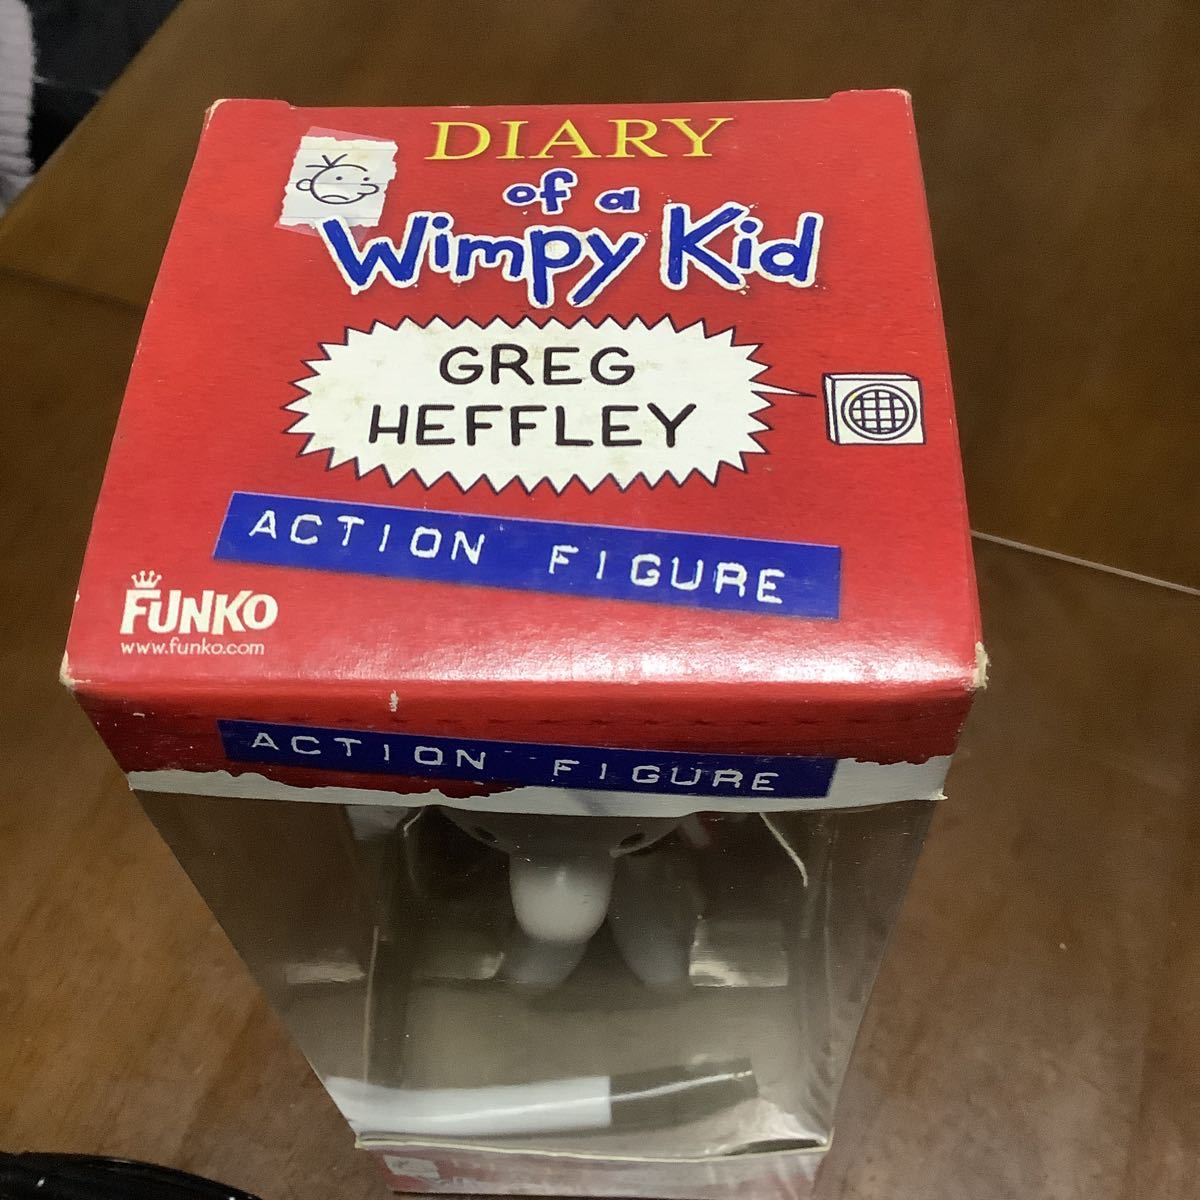 DIARY
of a
Wimpy Kid
GREG
HEFFLEY
ACTION FIGURE
FUNKO
www.funko.com
ACTION FIGURE